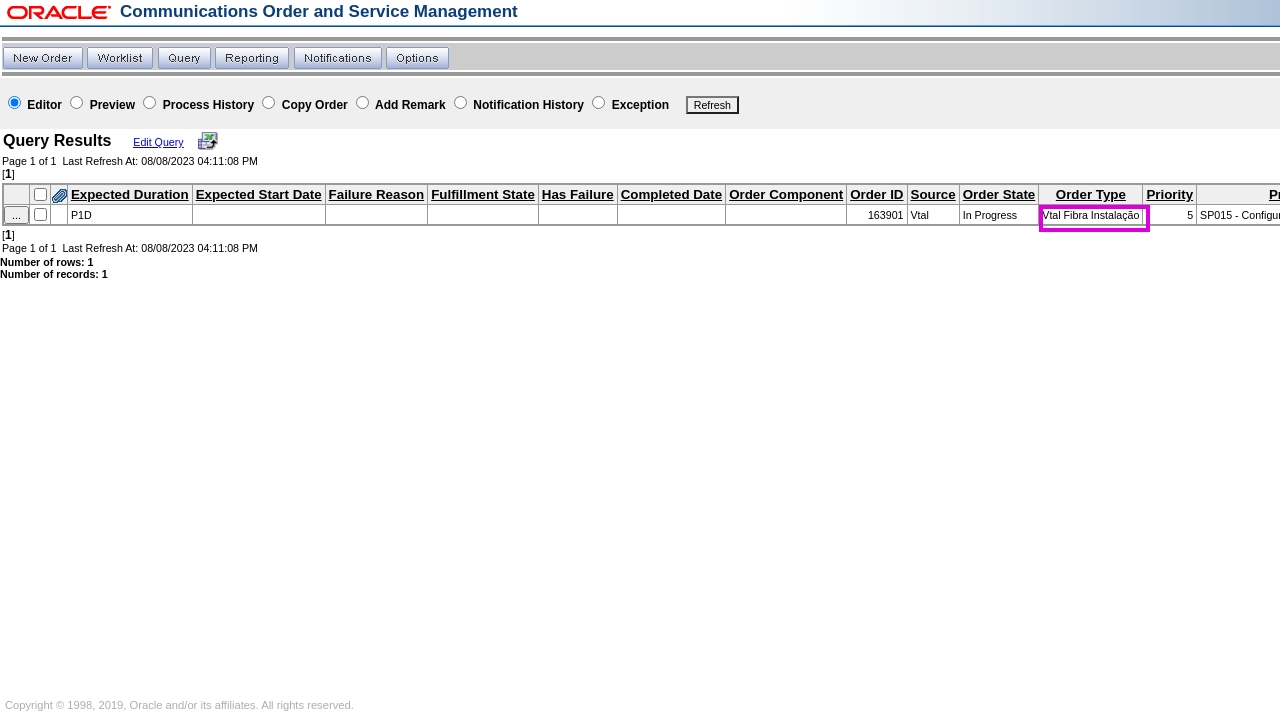 ORACLE Communications Order and Service Management
New Order Worklist Query Reporting Notifications Options
Editor Preview Process History Copy Order Add Remark Notification History Exception Refresh
Query Results Edit Query
Page 1 of 1 Last Refresh At: 08/08/2023 04:11:08 PM
[1]
Expected Duration Expected Start Date Failure Reason Fulfillment State Has Failure Completed Date Order Component Order ID Source Order State Order Type Priority
... P1D 163901 Vtal In Progress Vtal Fibra Instalação 5 SP015 -
[1]
Page 1 of 1 Last Refresh At: 08/08/2023 04:11:08 PM
Number of rows: 1
Number of records: 1
Copyright © 1998, 2019, Oracle and/or its affiliates. All rights reserved.